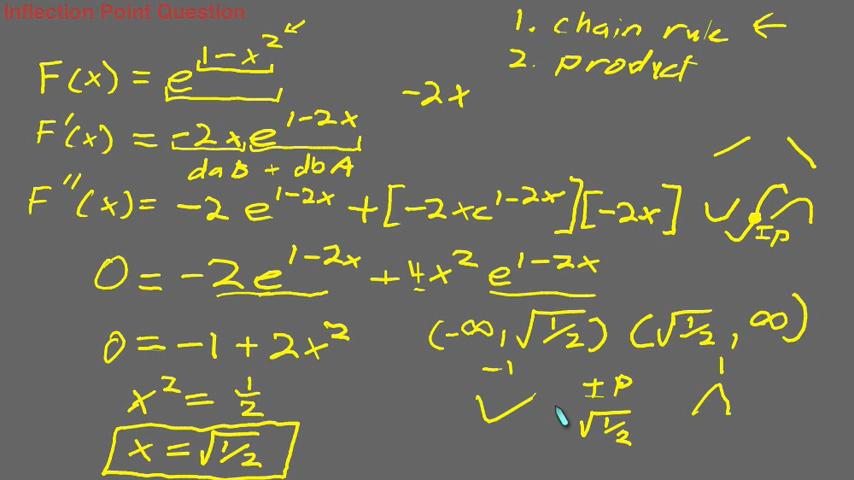 Inflection Point Question
1. chain rule ←
2. product
F(x) = e^{1-x^2}
-2x
F'(x) = -2x e^{1-2x}
daB + dbA
F''(x) = -2 e^{1-2x} + [-2xe^{1-2x}][-2x]
IP
0 = -2e^{1-2x} + 4x^2 e^{1-2x}
0 = -1 + 2x^2
(-∞, √1/2) (√1/2, ∞)
-1 1
x^2 = 1/2
± P
√1/2
x = √1/2